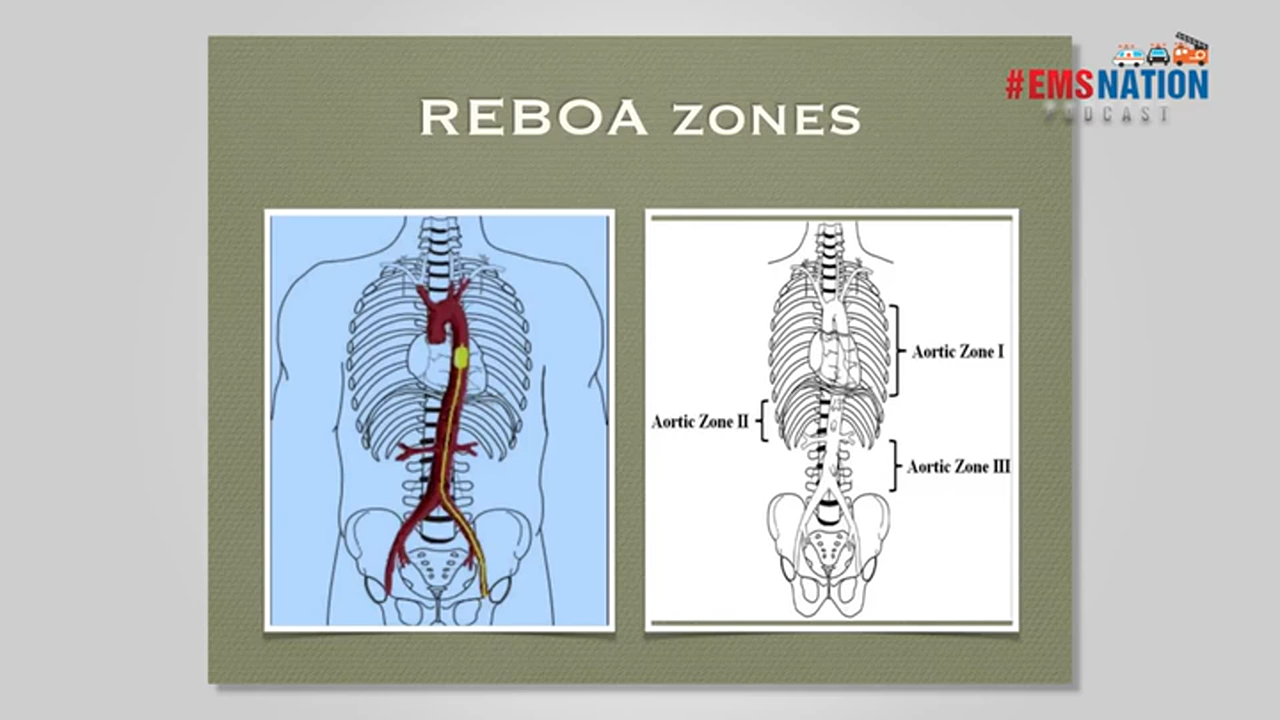 #EMSNATION
PODCAST
REBOA ZONES
Aortic Zone I
Aortic Zone II
Aortic Zone III